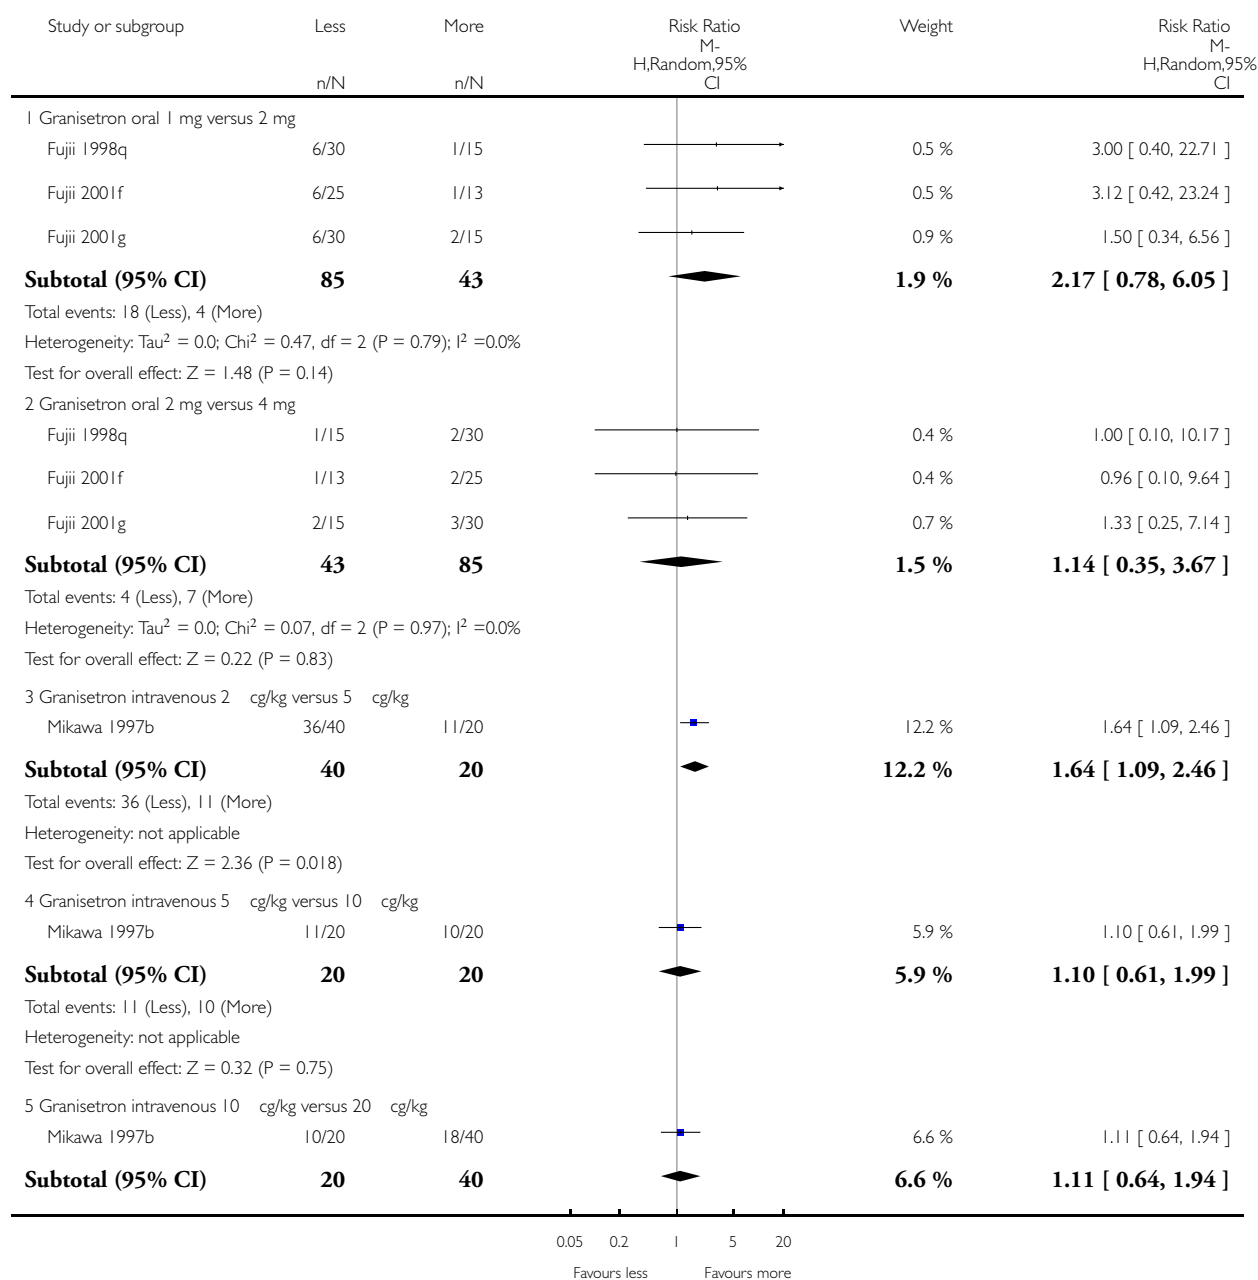 Study or subgroup Less More Risk Ratio Weight Risk Ratio
M- M-
H,Random,95% H,Random,95%
n/N n/N CI CI
1 Granisetron oral 1 mg versus 2 mg
Fujii 1998q 6/30 1/15 0.5 % 3.00 [ 0.40, 22.71 ]
Fujii 2001f 6/25 1/13 0.5 % 3.12 [ 0.42, 23.24 ]
Fujii 2001g 6/30 2/15 0.9 % 1.50 [ 0.34, 6.56 ]
Subtotal (95% CI) 85 43 1.9 % 2.17 [ 0.78, 6.05 ]
Total events: 18 (Less), 4 (More)
Heterogeneity: Tau² = 0.0; Chi² = 0.47, df = 2 (P = 0.79); I² =0.0%
Test for overall effect: Z = 1.48 (P = 0.14)
2 Granisetron oral 2 mg versus 4 mg
Fujii 1998q 1/15 2/30 0.4 % 1.00 [ 0.10, 10.17 ]
Fujii 2001f 1/13 2/25 0.4 % 0.96 [ 0.10, 9.64 ]
Fujii 2001g 2/15 3/30 0.7 % 1.33 [ 0.25, 7.14 ]
Subtotal (95% CI) 43 85 1.5 % 1.14 [ 0.35, 3.67 ]
Total events: 4 (Less), 7 (More)
Heterogeneity: Tau² = 0.0; Chi² = 0.07, df = 2 (P = 0.97); I² =0.0%
Test for overall effect: Z = 0.22 (P = 0.83)
3 Granisetron intravenous 2 cg/kg versus 5 cg/kg
Mikawa 1997b 36/40 11/20 12.2 % 1.64 [ 1.09, 2.46 ]
Subtotal (95% CI) 40 20 12.2 % 1.64 [ 1.09, 2.46 ]
Total events: 36 (Less), 11 (More)
Heterogeneity: not applicable
Test for overall effect: Z = 2.36 (P = 0.018)
4 Granisetron intravenous 5 cg/kg versus 10 cg/kg
Mikawa 1997b 11/20 10/20 5.9 % 1.10 [ 0.61, 1.99 ]
Subtotal (95% CI) 20 20 5.9 % 1.10 [ 0.61, 1.99 ]
Total events: 11 (Less), 10 (More)
Heterogeneity: not applicable
Test for overall effect: Z = 0.32 (P = 0.75)
5 Granisetron intravenous 10 cg/kg versus 20 cg/kg
Mikawa 1997b 10/20 18/40 6.6 % 1.11 [ 0.64, 1.94 ]
Subtotal (95% CI) 20 40 6.6 % 1.11 [ 0.64, 1.94 ]
0.05 0.2 1 5 20
Favours less Favours more